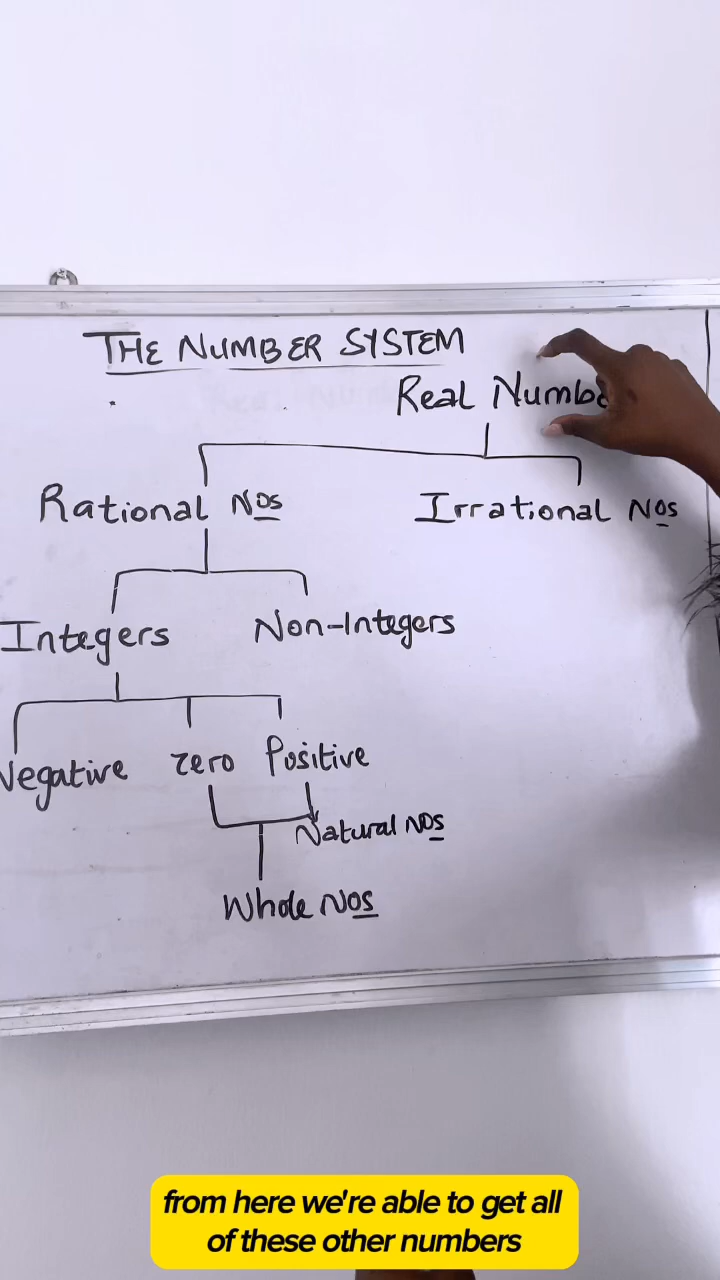 THE NUMBER SYSTEM
Real Numbe
Rational Nos
Irrational Nos
Integers
Non-Integers
Negative
zero
Positive
Natural Nos
Whole Nos
from here we're able to get all
of these other numbers